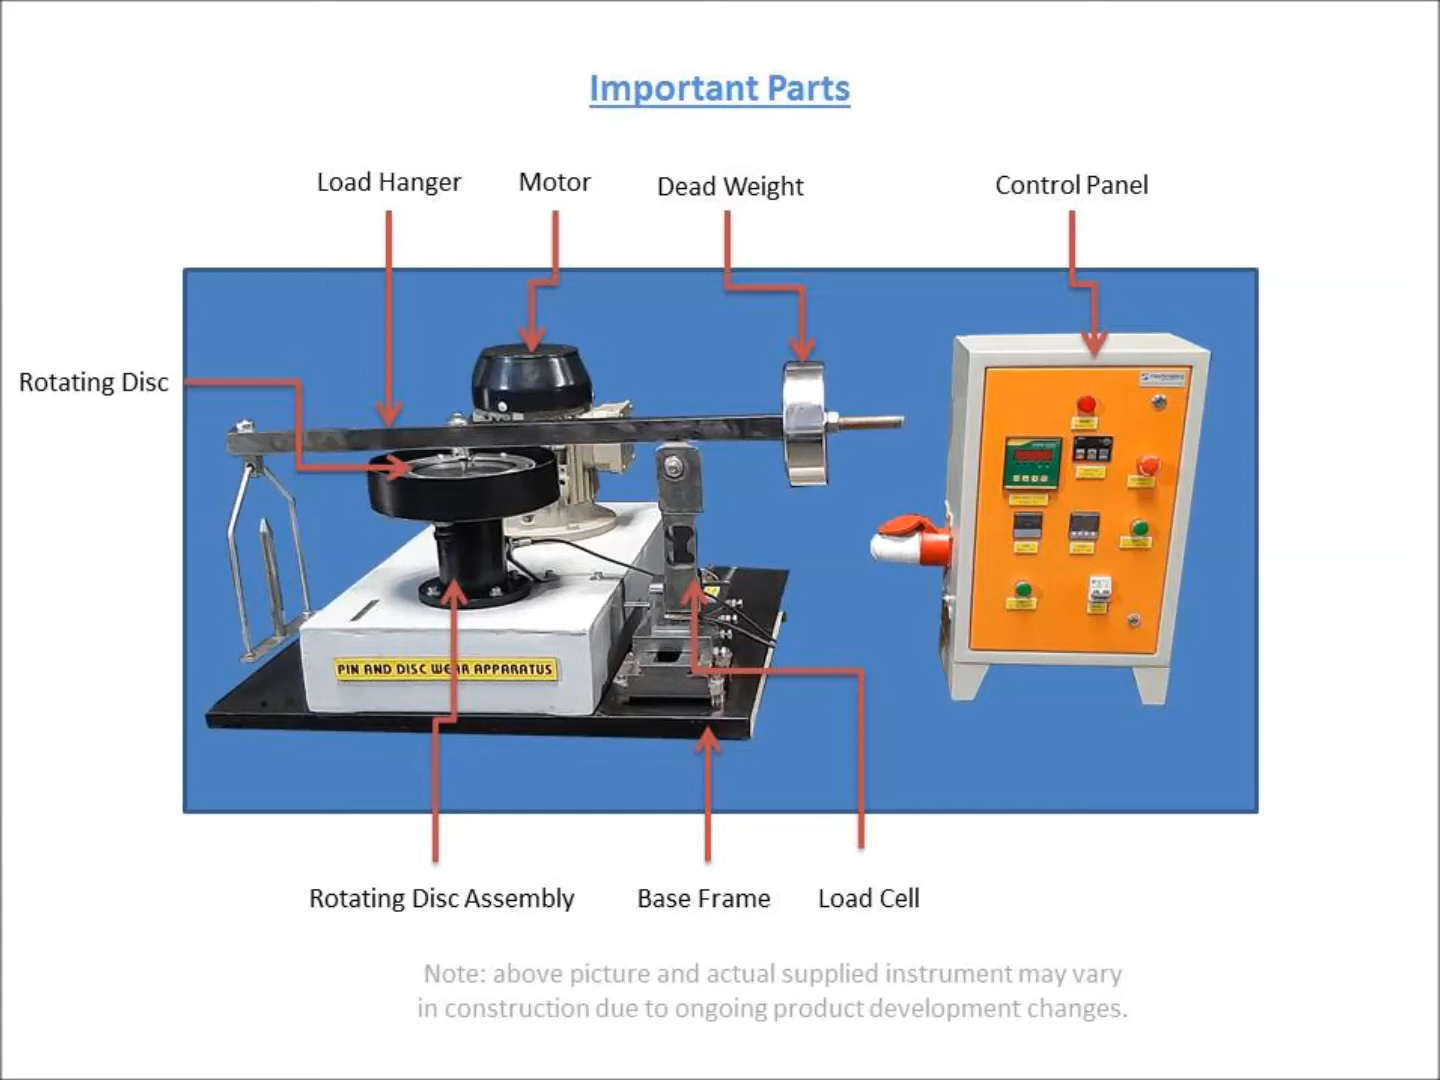 Important Parts
Load Hanger
Motor
Dead Weight
Control Panel
Rotating Disc
PIN AND DISC WEAR APPARATUS
Rotating Disc Assembly
Base Frame
Load Cell
Note: above picture and actual supplied instrument may vary
in construction due to ongoing product development changes.